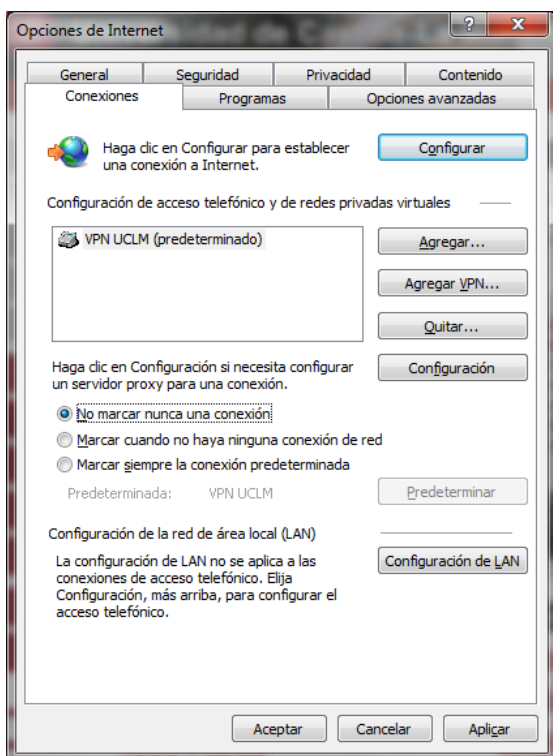 Opciones de Internet
General Seguridad Privacidad Contenido
Conexiones Programas Opciones avanzadas
Haga clic en Configurar para establecer
una conexión a Internet.
Configurar
Configuración de acceso telefónico y de redes privadas virtuales
VPN UCLM (predeterminado)
Agregar...
Agregar VPN...
Quitar...
Haga clic en Configuración si necesita configurar
un servidor proxy para una conexión.
Configuración
No marcar nunca una conexión
Marcar cuando no haya ninguna conexión de red
Marcar siempre la conexión predeterminada
Predeterminada: VPN UCLM Predeterminar
Configuración de la red de área local (LAN)
La configuración de LAN no se aplica a las
conexiones de acceso telefónico. Elija
Configuración, más arriba, para configurar el
acceso telefónico.
Configuración de LAN
Aceptar Cancelar Aplicar